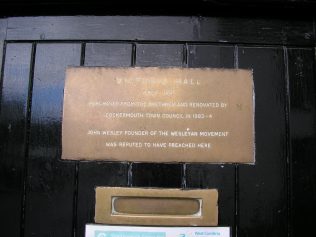 HALL
PURCHASED FROM THE BRETHREN AND RENOVATED BY
COCKERMOUTH TOWN COUNCIL IN 1983-4
JOHN WESLEY FOUNDER OF THE WESLEYAN MOVEMENT
WAS REPUTED TO HAVE PREACHED HERE